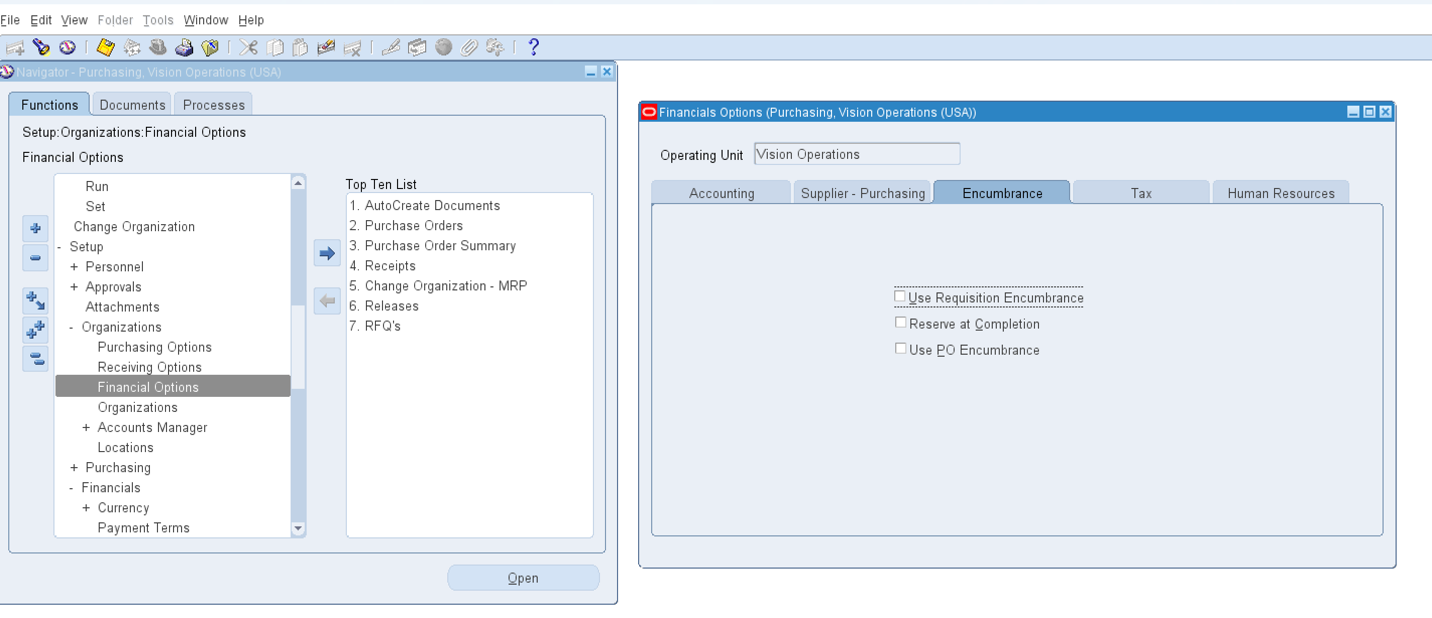 File Edit View Folder Tools Window Help
Navigator - Purchasing, Vision Operations (USA)
Functions Documents Processes
Setup:Organizations:Financial Options
Financial Options
Run
Set
Change Organization
- Setup
+ Personnel
+ Approvals
Attachments
- Organizations
Purchasing Options
Receiving Options
Financial Options
Organizations
+ Accounts Manager
Locations
+ Purchasing
- Financials
+ Currency
Payment Terms
Top Ten List
1. AutoCreate Documents
2. Purchase Orders
3. Purchase Order Summary
4. Receipts
5. Change Organization - MRP
6. Releases
7. RFQ's
Open
Financials Options (Purchasing, Vision Operations (USA))
Operating Unit Vision Operations
Accounting Supplier - Purchasing Encumbrance Tax Human Resources
Use Requisition Encumbrance
Reserve at Completion
Use PO Encumbrance